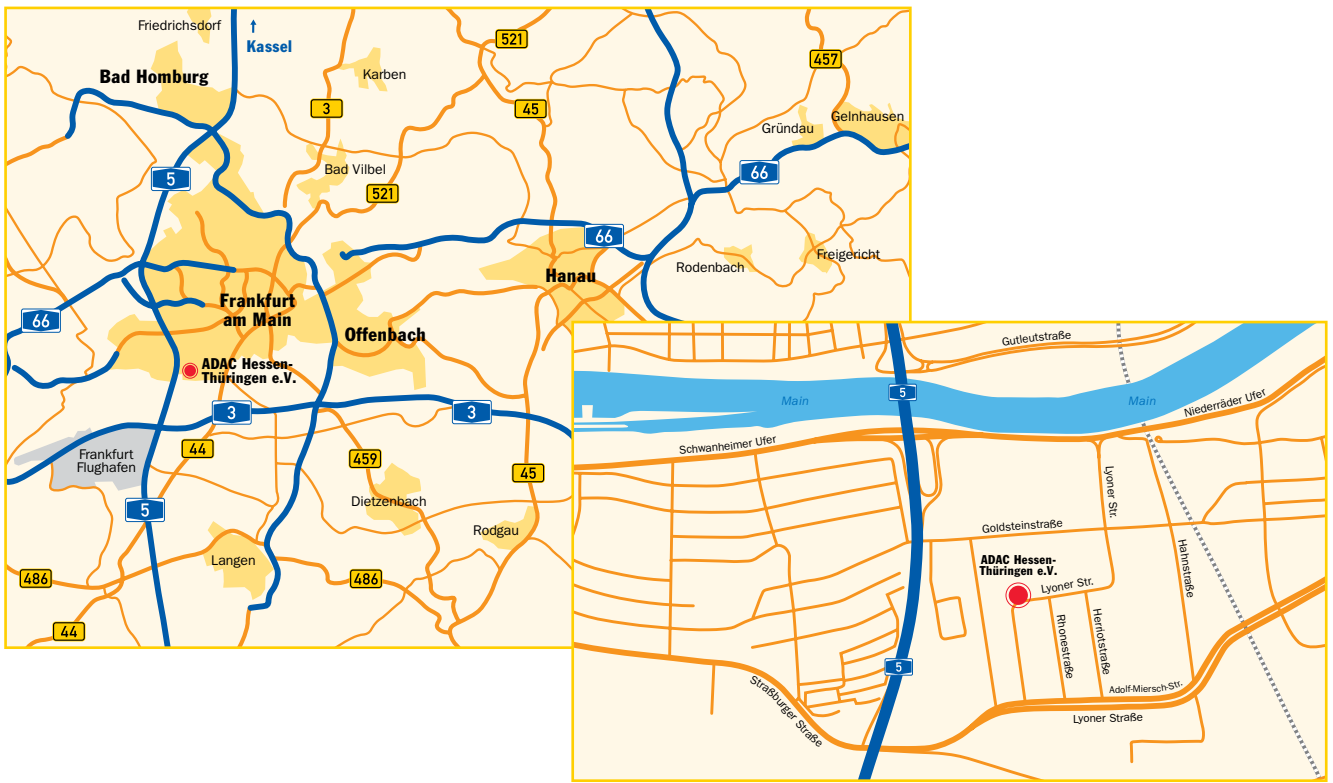 Friedrichsdorf
↑
Kassel
521
Bad Homburg
Karben
457
3
45
Gelnhausen
Gründau
5
Bad Vilbel
66
521
66
Freigericht
Rodenbach
Hanau
Frankfurt
am Main
66
Offenbach
ADAC Hessen-
Thüringen e.V.
3
3
44
Frankfurt
Flughafen
459
45
Dietzenbach
5
Rodgau
Langen
486
486
44
Gutleutstraße
5
Main
Main
Niederräder Ufer
Schwanheimer Ufer
Lyoner Str.
Goldsteinstraße
ADAC Hessen-
Thüringen e.V.
Hahnstraße
Lyoner Str.
Rhonestraße
Herriotstraße
5
Straßburger Straße
Adolf-Miersch-Str.
Lyoner Straße